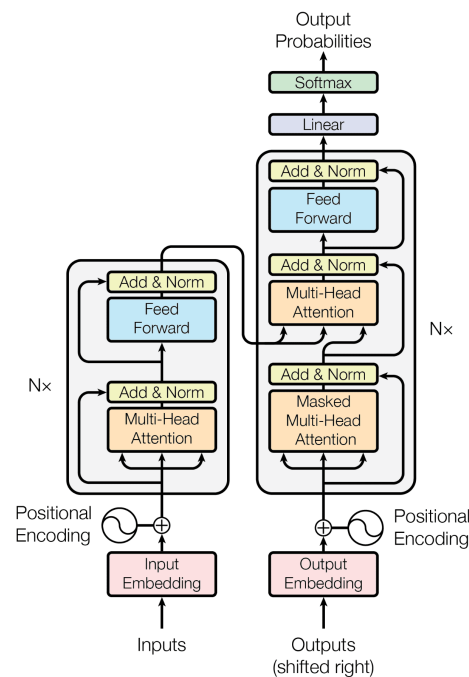 Output
Probabilities
Softmax
Linear
Add & Norm
Feed
Forward
Add & Norm
Multi-Head
Attention
Add & Norm
Masked
Multi-Head
Attention
N×
Positional
Encoding
Output
Embedding
Outputs
(shifted right)
Add & Norm
Feed
Forward
Add & Norm
Multi-Head
Attention
N×
Positional
Encoding
Input
Embedding
Inputs